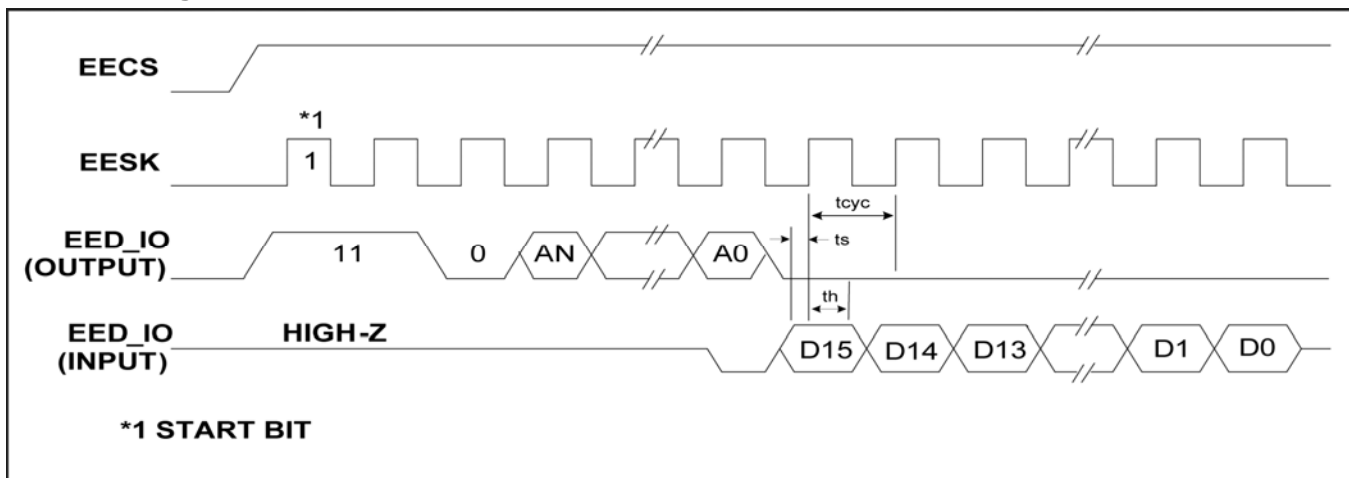 EECS
*1
EESK
1
tcyc
EED_IO
(OUTPUT)
11
0
AN
A0
ts
th
EED_IO
(INPUT)
HIGH-Z
D15
D14
D13
D1
D0
*1 START BIT